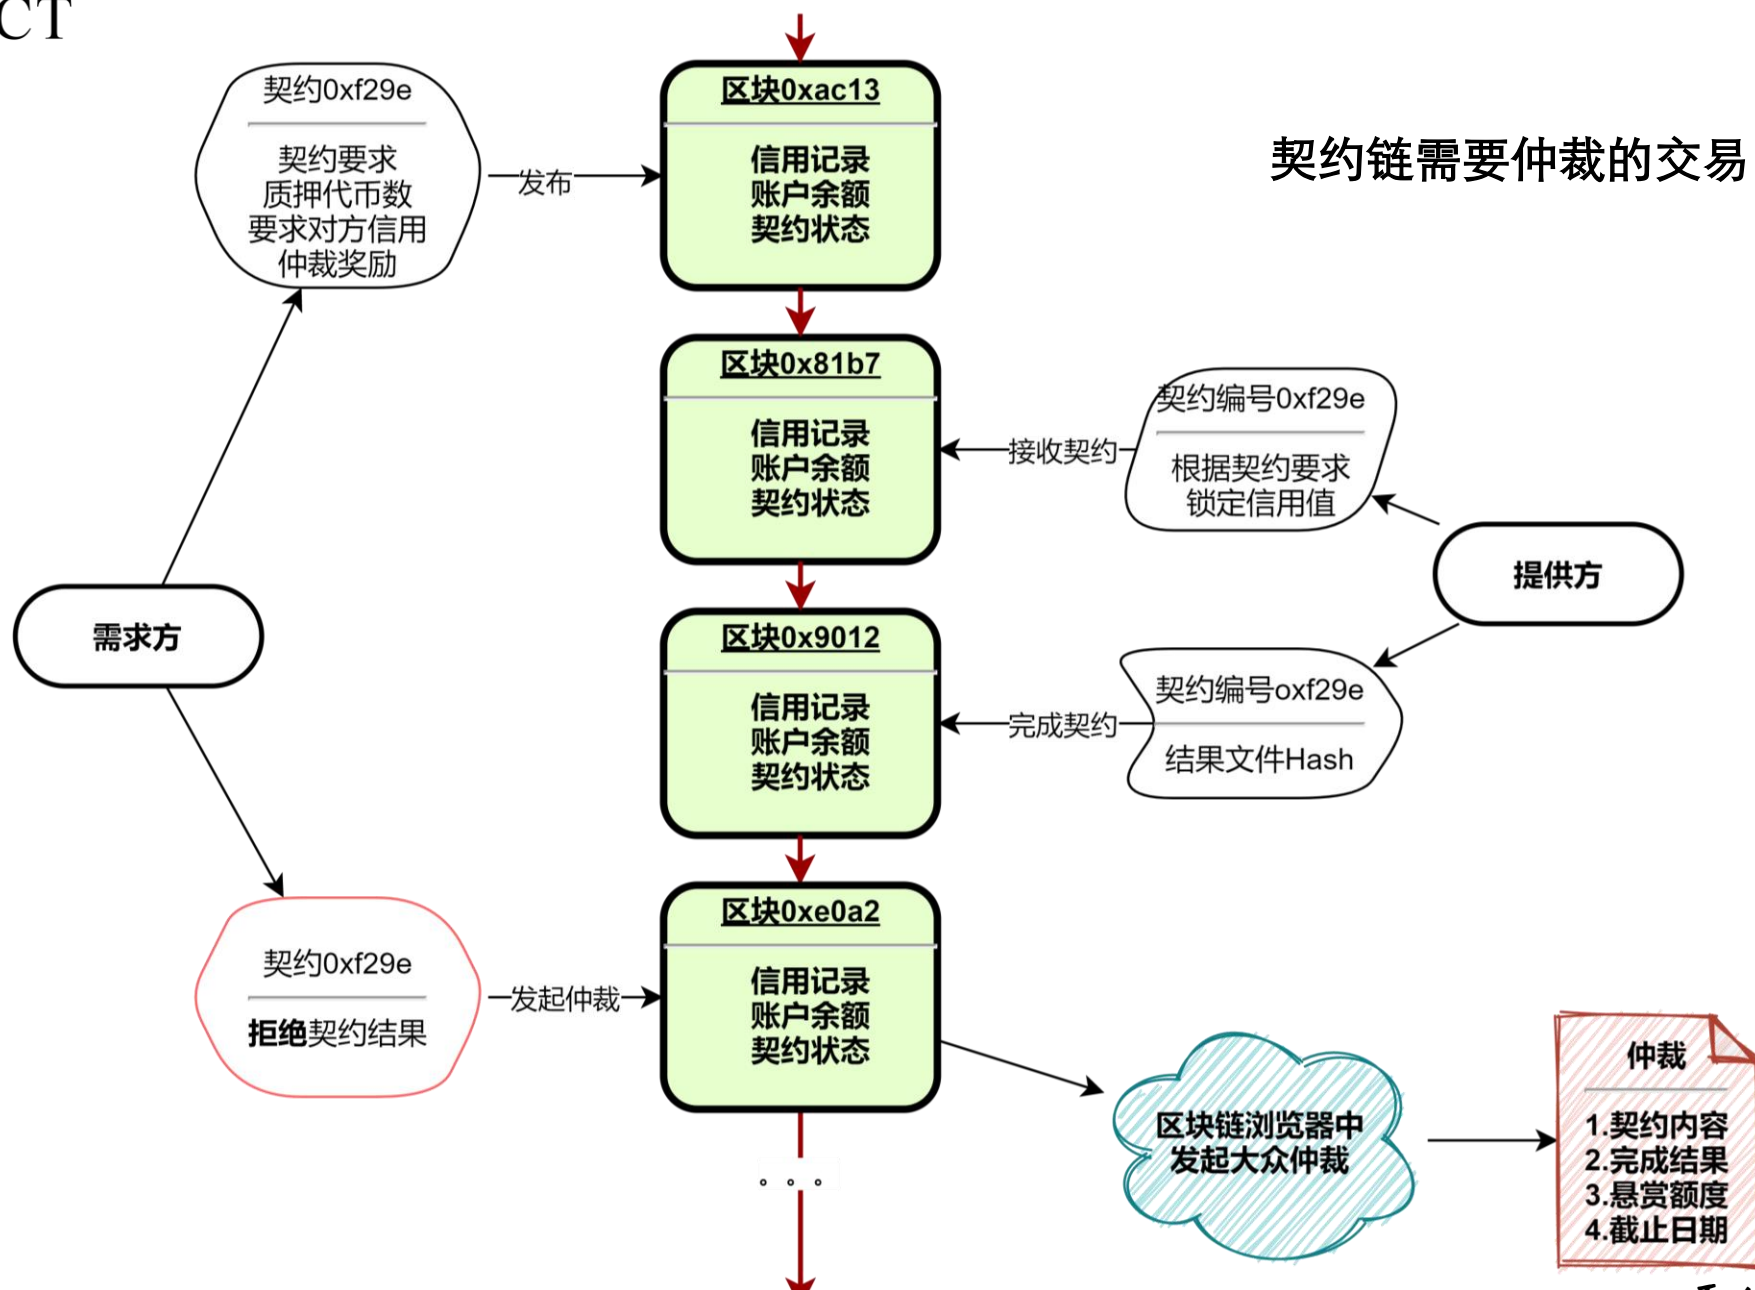 CT
契约链需要仲裁的交易
契约0xf29e
契约要求
质押代币数
要求对方信用
仲裁奖励
发布
区块0xac13
信用记录
账户余额
契约状态
区块0x81b7
信用记录
账户余额
契约状态
接收契约
契约编号0xf29e
根据契约要求
锁定信用值
需求方
提供方
区块0x9012
信用记录
账户余额
契约状态
完成契约
契约编号oxf29e
结果文件Hash
契约0xf29e
拒绝契约结果
发起仲裁
区块0xe0a2
信用记录
账户余额
契约状态
。。。
区块链浏览器中
发起大众仲裁
仲裁
1.契约内容
2.完成结果
3.悬赏额度
4.截止日期